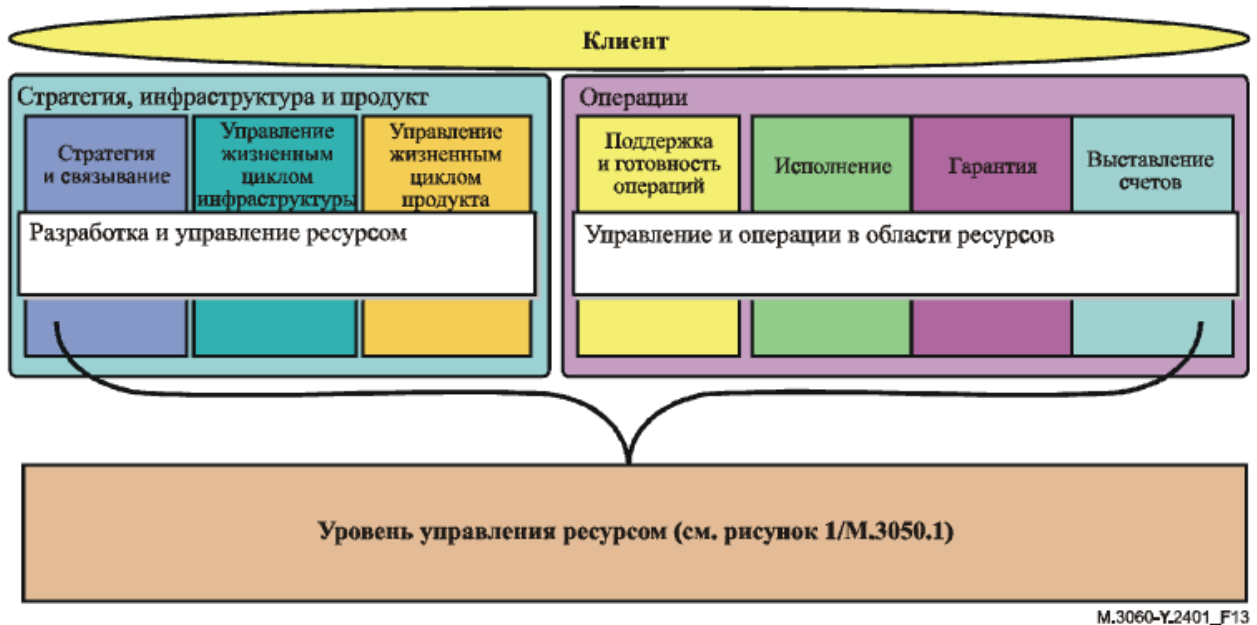 Клиент
Стратегия, инфраструктура и продукт
Стратегия
и связывание
Управление
жизненным
циклом
инфраструктуры
Управление
жизненным
циклом
продукта
Разработка и управление ресурсом
Операции
Поддержка
и готовность
операций
Исполнение
Гарантия
Выставление
счетов
Управление и операции в области ресурсов
Уровень управления ресурсом (см. рисунок 1/М.3050.1)
M.3060-Y.2401_F13